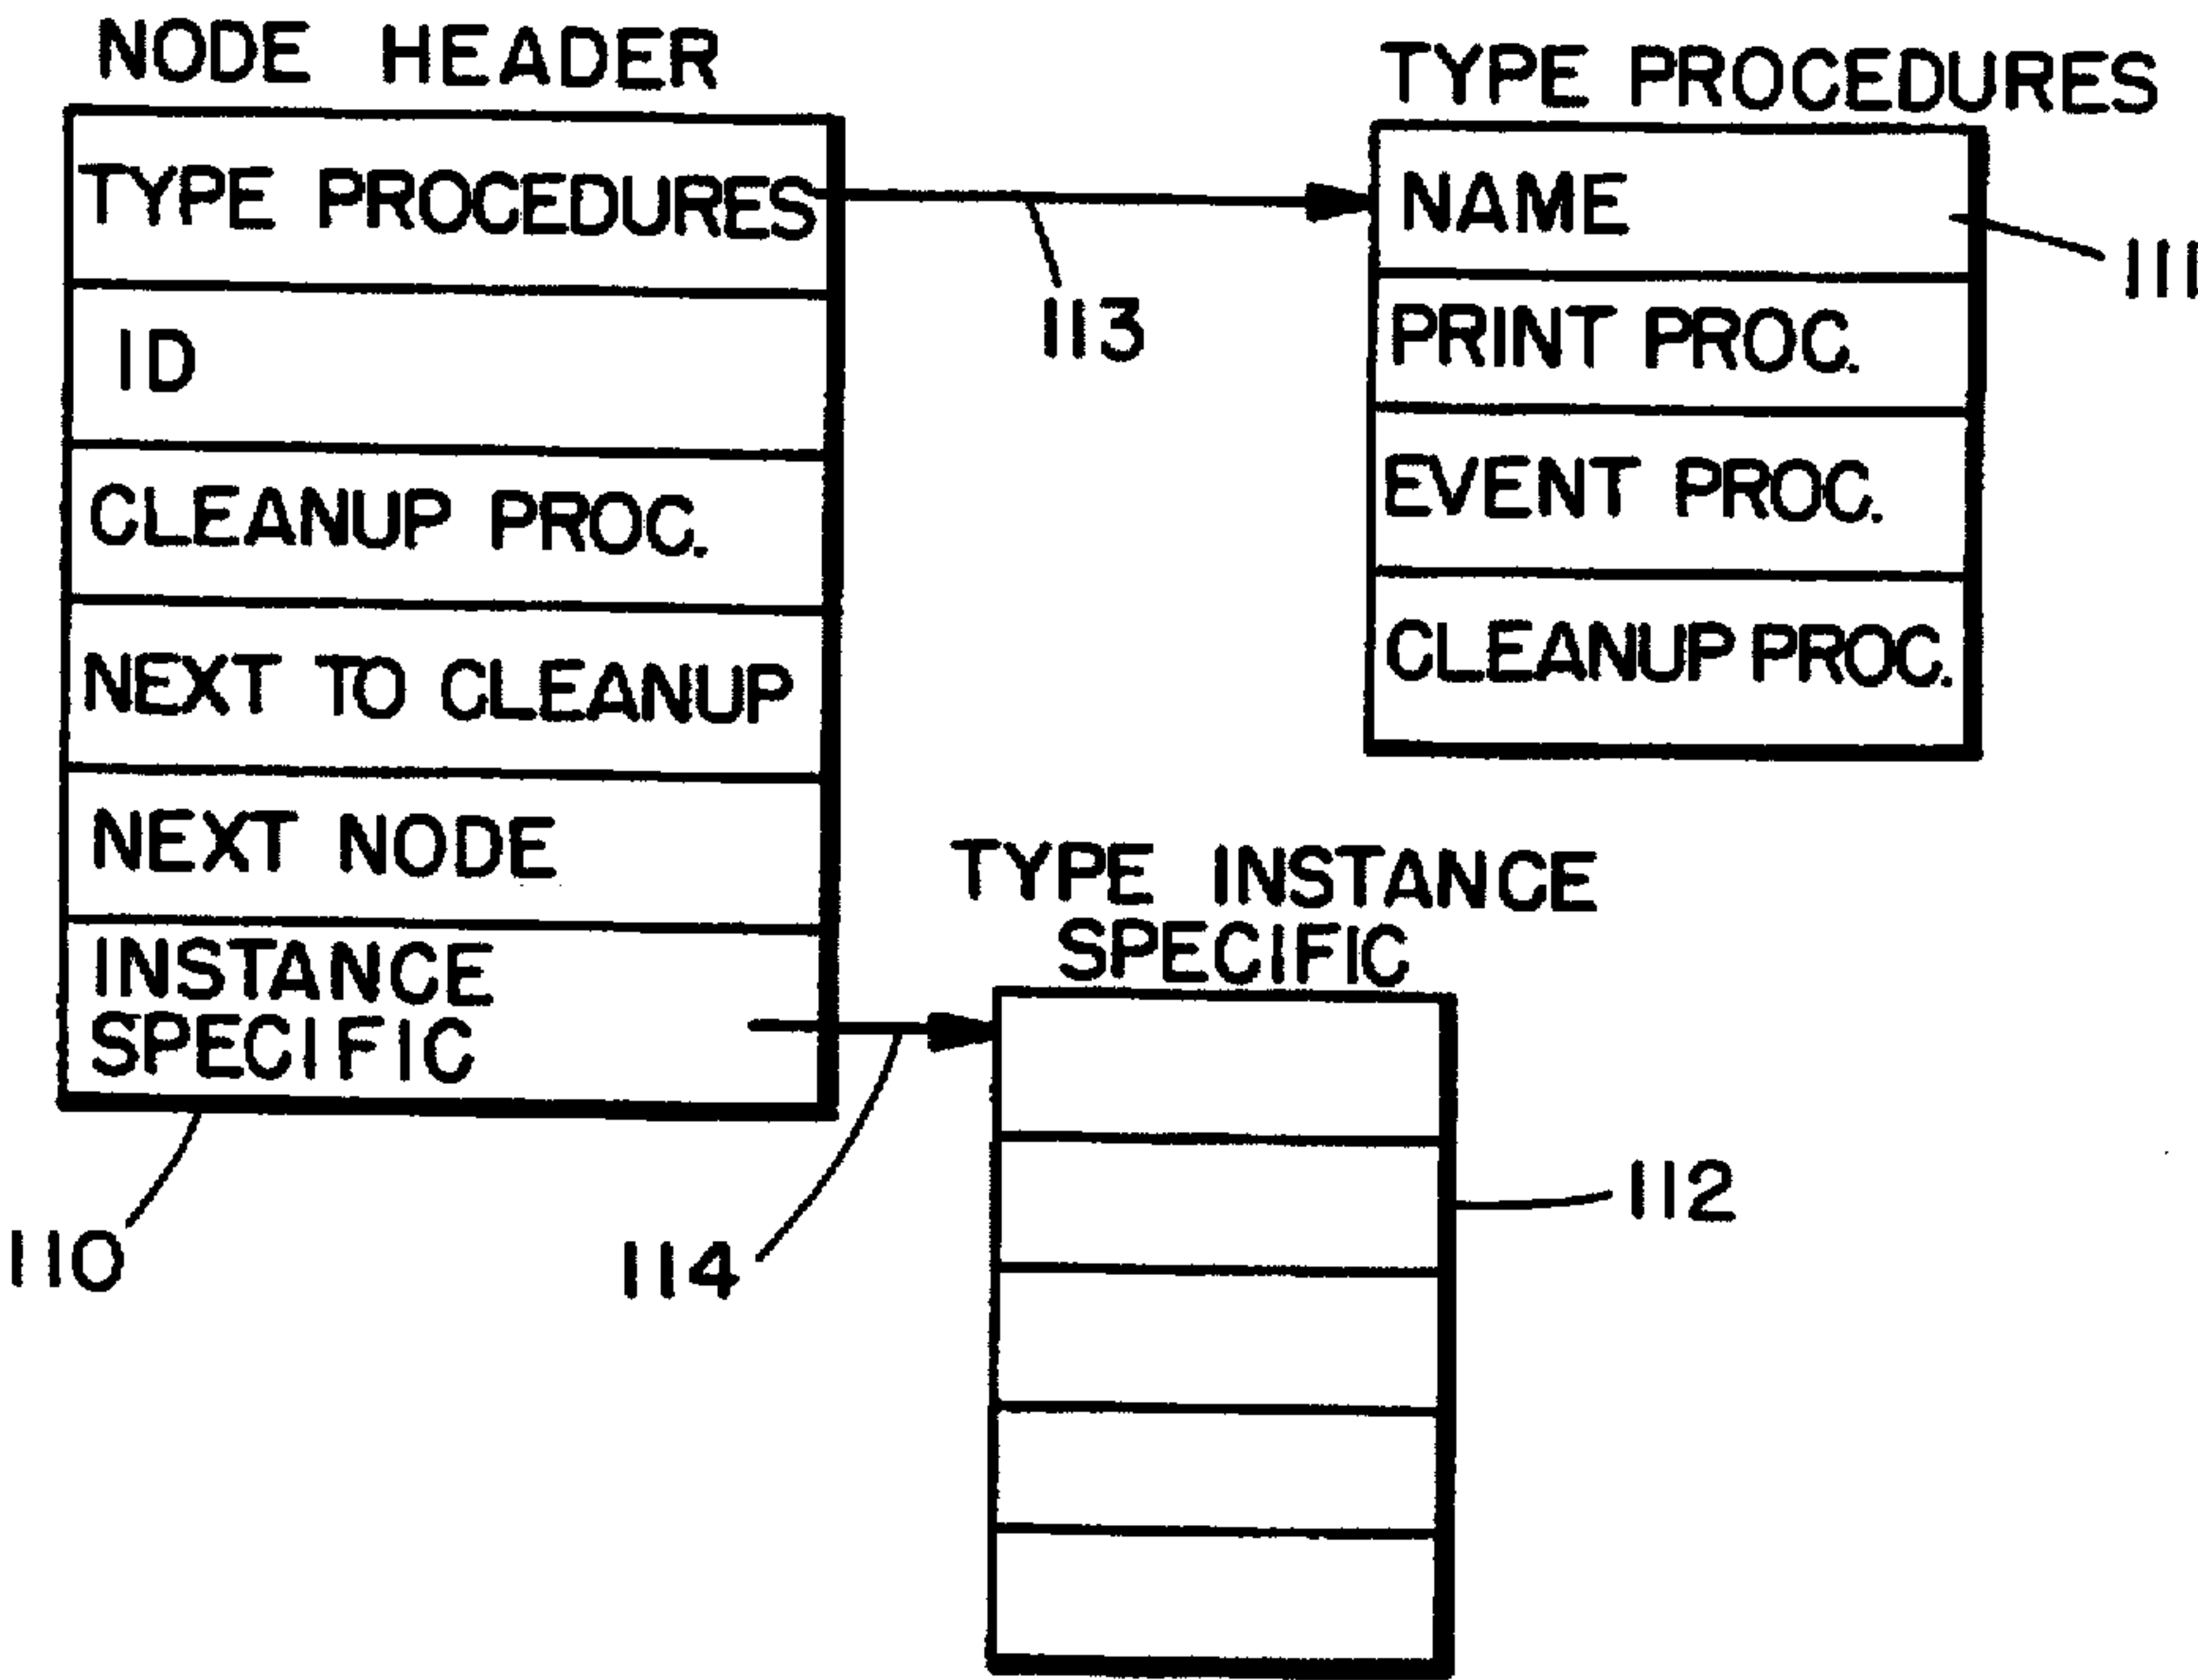 NODE HEADER
TYPE PROCEDURES
ID
CLEANUP PROC.
NEXT TO CLEANUP
NEXT NODE
INSTANCE
SPECIFIC
110
113
114
TYPE PROCEDURES
NAME
PRINT PROC.
EVENT PROC.
CLEANUP PROC.
111
TYPE INSTANCE
SPECIFIC
112